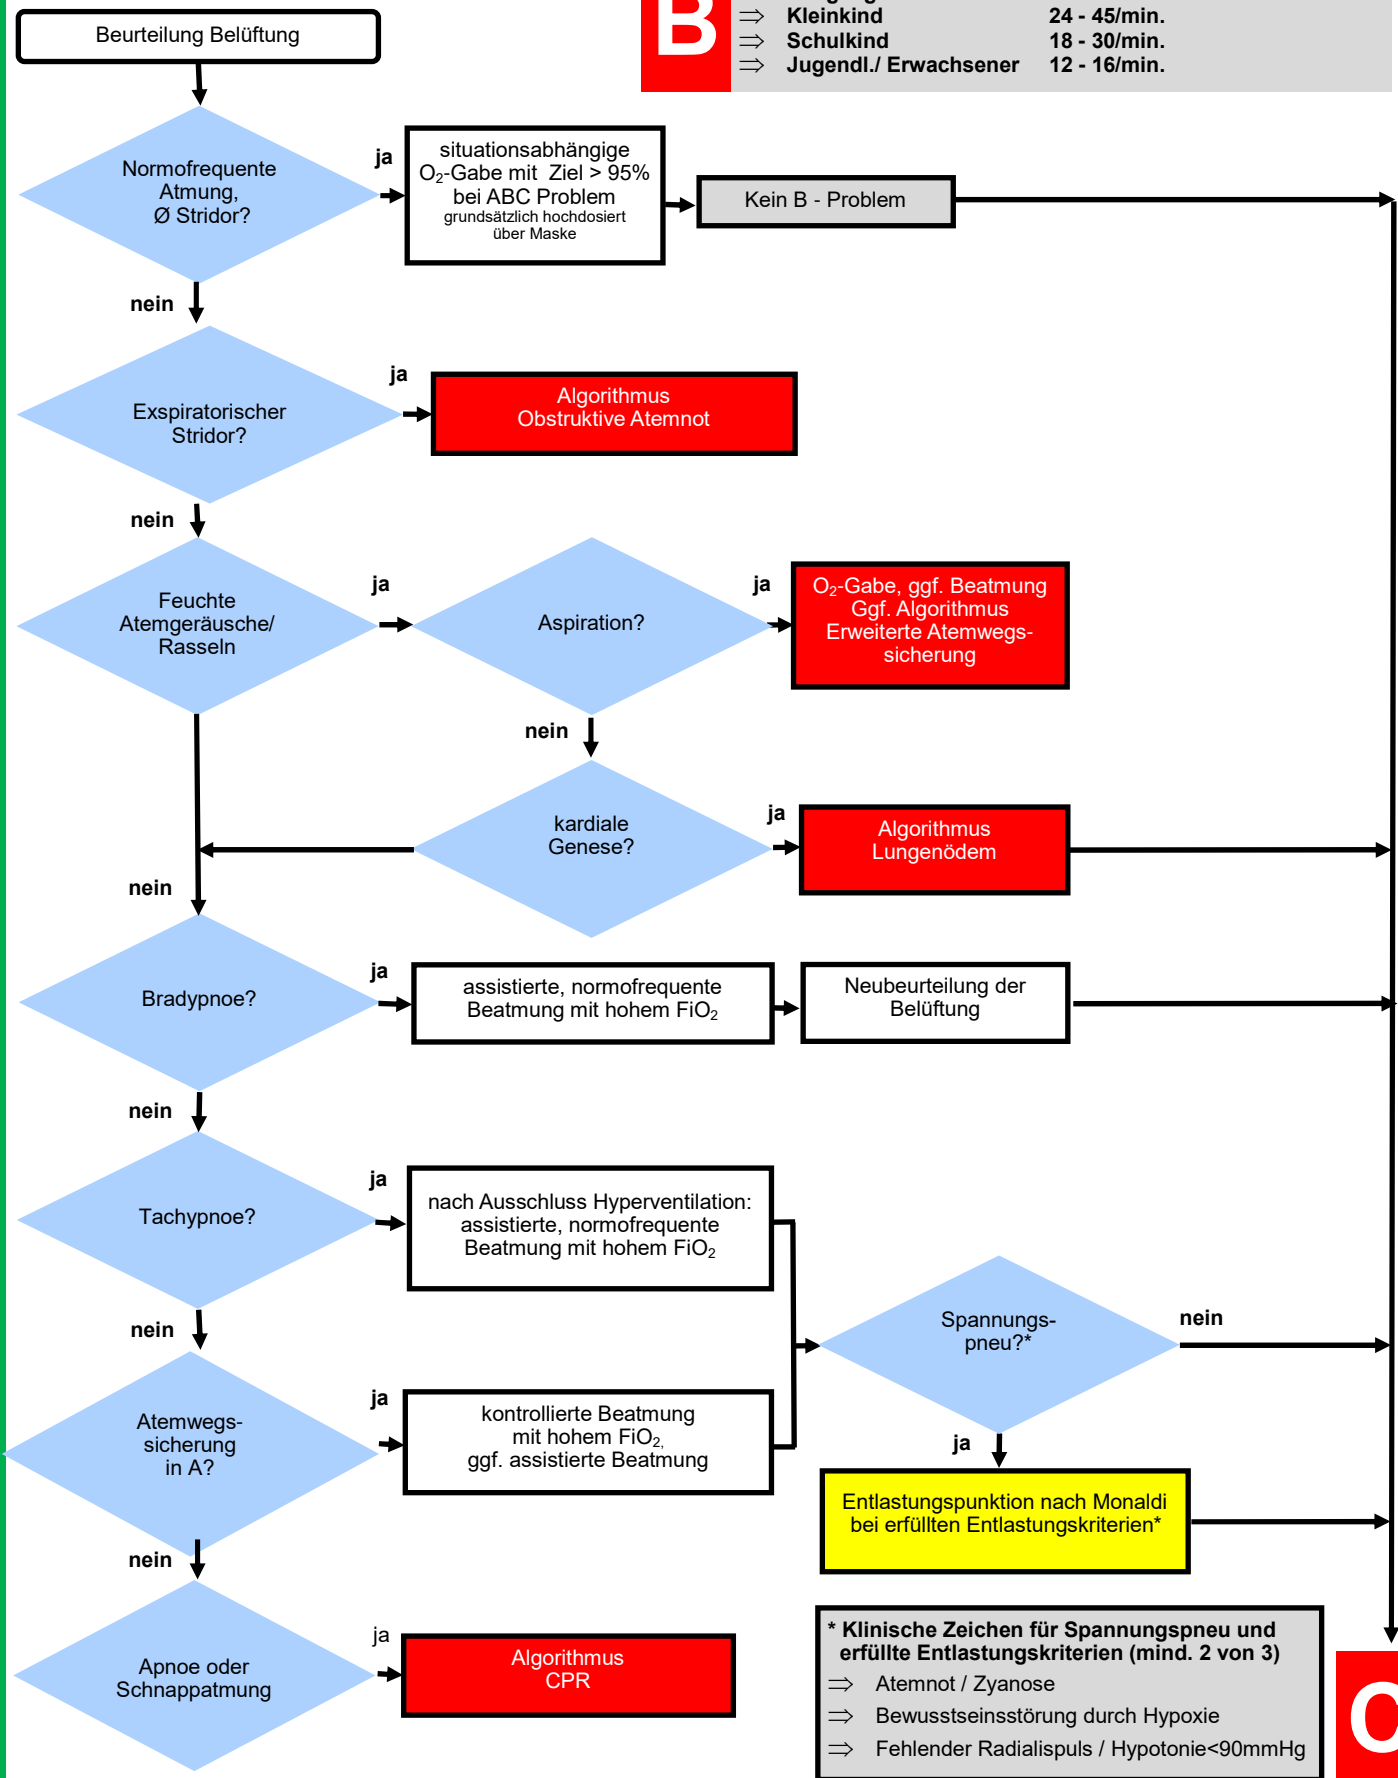 B
⇒ Kleinkind 24 - 45/min.
⇒ Schulkind 18 - 30/min.
⇒ Jugendl./ Erwachsener 12 - 16/min.
Beurteilung Belüftung
Normofrequente
Atmung,
Ø Stridor?
ja
situationsabhängige
O₂-Gabe mit Ziel > 95%
bei ABC Problem
grundsätzlich hochdosiert
über Maske
Kein B - Problem
nein
Exspiratorischer
Stridor?
ja
Algorithmus
Obstruktive Atemnot
nein
Feuchte
Atemgeräusche/
Rasseln
ja
Aspiration?
ja
O₂-Gabe, ggf. Beatmung
Ggf. Algorithmus
Erweiterte Atemwegs-
sicherung
nein
kardiale
Genese?
ja
Algorithmus
Lungenödem
nein
Bradypnoe?
ja
assistierte, normofrequente
Beatmung mit hohem FiO₂
Neubeurteilung der
Belüftung
nein
Tachypnoe?
ja
nach Ausschluss Hyperventilation:
assistierte, normofrequente
Beatmung mit hohem FiO₂
nein
Spannungs-
pneu?*
nein
Atemwegs-
sicherung
in A?
ja
kontrollierte Beatmung
mit hohem FiO₂,
ggf. assistierte Beatmung
ja
Entlastungspunktion nach Monaldi
bei erfüllten Entlastungskriterien*
nein
Apnoe oder
Schnappatmung
ja
Algorithmus
CPR
* Klinische Zeichen für Spannungspneu und
erfüllte Entlastungskriterien (mind. 2 von 3)
⇒ Atemnot / Zyanose
⇒ Bewusstseinsstörung durch Hypoxie
⇒ Fehlender Radialispuls / Hypotonie<90mmHg
C